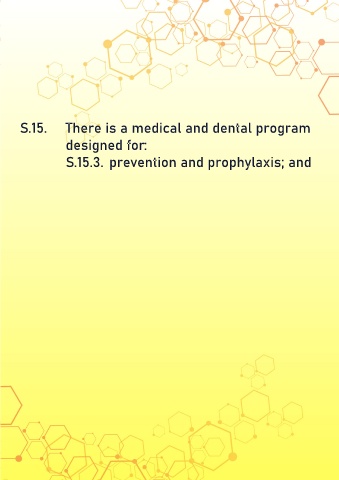 S.15. There is a medical and dental program
designed for:
S.15.3. prevention and prophylaxis; and